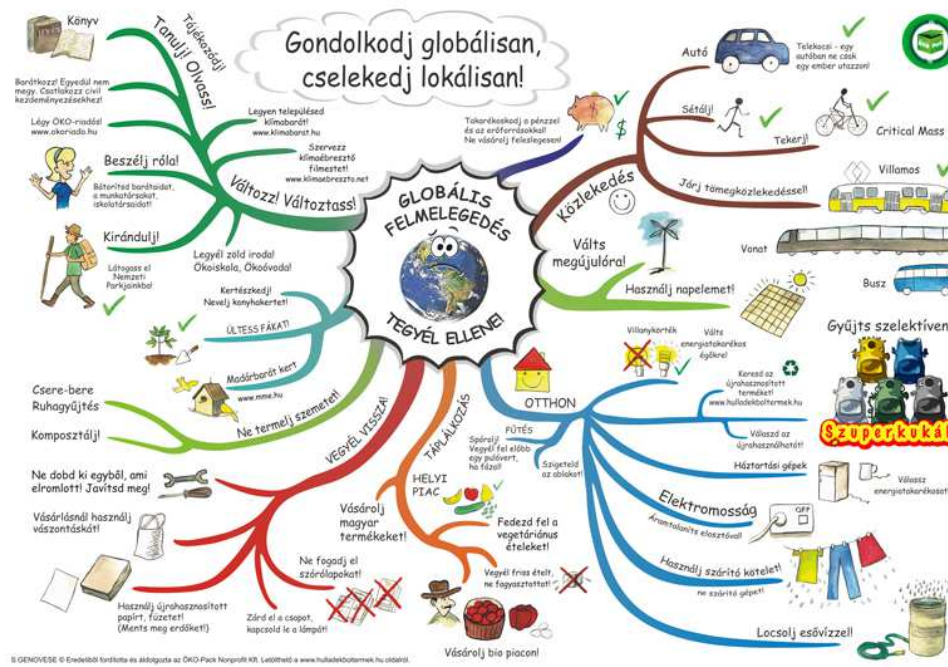 Gondolkodj globálisan,
cselekedj lokálisan!
GLOBÁLIS
FELMELEGEDÉS
TEGYÉL ELLENE!
Könyv
Tájékozódj!
Tanulj! Olvass!
Barátkozz! Egyedül nem
megy. Csatlakozz civil
kezdeményezésekhez!
Légy ÖKO-riadós!
www.okoriado.hu
Beszélj róla!
Bátorítsd barátaidat,
a munkatársakat,
iskolatársaidat!
Kirándulj!
Látogass el
Nemzeti
Parkjainkba!
Legyen településed
klímabarát!
www.klimabarat.hu
Szervezz
klímaébresztő
filmestet!
www.klimaebreszto.net
Változz! Változtass!
Legyél zöld iroda!
Ökoiskola, Ökoóvoda!
Takarékoskodj a pénzzel
és az erőforrásokkal!
Ne vásárolj feleslegesen!
$
Közlekedés
Autó
Telekocsi - egy
autóban ne csak
egy ember utazzon!
Sétálj!
Tekerj!
Critical Mass
Járj tömegközlekedéssel!
Villamos
Vonat
Busz
Válts
megújulóra!
Használj napelemet!
Kertészkedj!
Nevelj konyhakertet!
ÜLTESS FÁKAT!
Madárbarát kert
www.mme.hu
Ne termelj szemetet!
Csere-bere
Ruhagyűjtés
Komposztálj!
VEGYÉL VISSZA!
Ne dobd ki egyből, ami
elromlott! Javítsd meg!
Vásárlásnál használj
vászontáskát!
Használj újrahasznosított
papírt, füzetet!
(Ments meg erdőket!)
Zárd el a csapot,
kapcsold le a lámpát!
Ne fogadj el
szórólapokat!
TÁPLÁLKOZÁS
HELYI
PIAC
Vásárolj
magyar
termékeket!
Fedezd fel a
vegetáriánus
ételeket!
Vegyél friss ételt,
ne fagyasztottat!
Vásárolj bio piacon!
OTTHON
FŰTÉS
Spórolj!
Vegyél fel előbb
egy pulóvert,
ha fázol!
Szigeteld
az ablakot!
Villanykörték
Válts
energiatakarékos
égőkre!
Keresd az
újrahasznosított
terméket!
www.hulladekboltermek.hu
Válaszd az
újrahasználhatót!
Gyűjts szelektíven
Szuperkuká
Háztartási gépek
Válassz
energiatakarékosat
Elektromosság
Áramtalaníts elosztóval!
OFF
Használj szárító kötelet!
ne szárító gépet!
Locsolj esővízzel!
S.GENOVESE © Eredetiből fordította és átdolgozta az ÖKO-Pack Nonprofit Kft. Letölthető a www.hulladekboltermek.hu oldalról.